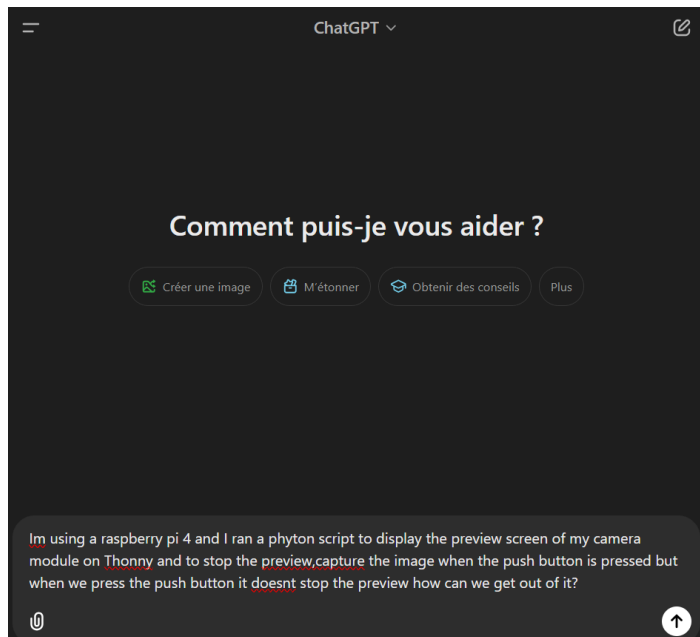 ChatGPT
Comment puis-je vous aider ?
Créer une image
M'étonner
Obtenir des conseils
Plus
Im using a raspberry pi 4 and I ran a phyton script to display the preview screen of my camera
module on Thonny and to stop the preview,capture the image when the push button is pressed but
when we press the push button it doesnt stop the preview how can we get out of it?